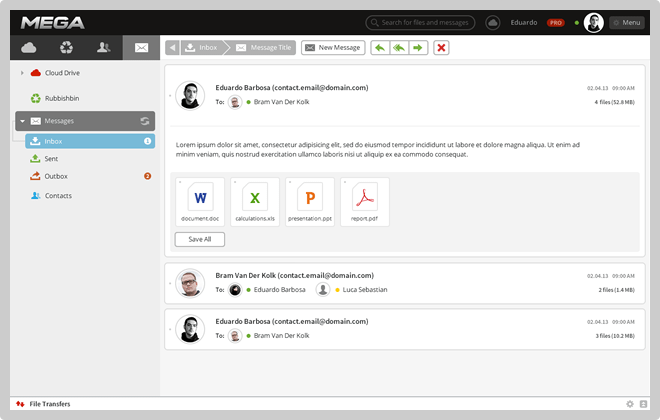 MEGA
Search for files and messages
Eduardo
PRO
Menu
Cloud Drive
Rubbishbin
Messages
Inbox
Sent
Outbox
2
Contacts
Inbox
Message Title
New Message
Eduardo Barbosa (contact.email@domain.com)
02.04.13 09:00 AM
To: Bram Van Der Kolk
4 files (52.8 MB)
Lorem ipsum dolor sit amet, consectetur adipisicing elit, sed do eiusmod tempor incididunt ut labore et dolore magna aliqua. Ut enim ad
minim veniam, quis nostrud exercitation ullamco laboris nisi ut aliquip ex ea commodo consequat.
W
X
P
document.doc
calculations.xls
presentation.ppt
report.pdf
Save All
Bram Van Der Kolk (contact.email@domain.com)
02.04.13 09:00 AM
To: Eduardo Barbosa Luca Sebastian
2 files (1.4 MB)
Eduardo Barbosa (contact.email@domain.com)
02.04.13 09:00 AM
To: Bram Van Der Kolk
3 files (10.2 MB)
File Transfers